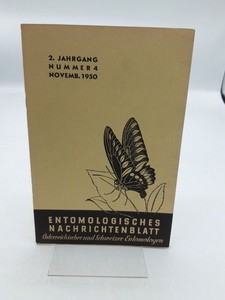 2. JAHRGANG
NUMMER 4
NOVEMB. 1950
ENTOMOLOGISCHES
NACHRICHTENBLATT
Österreichischer und Schweizer Entomologen